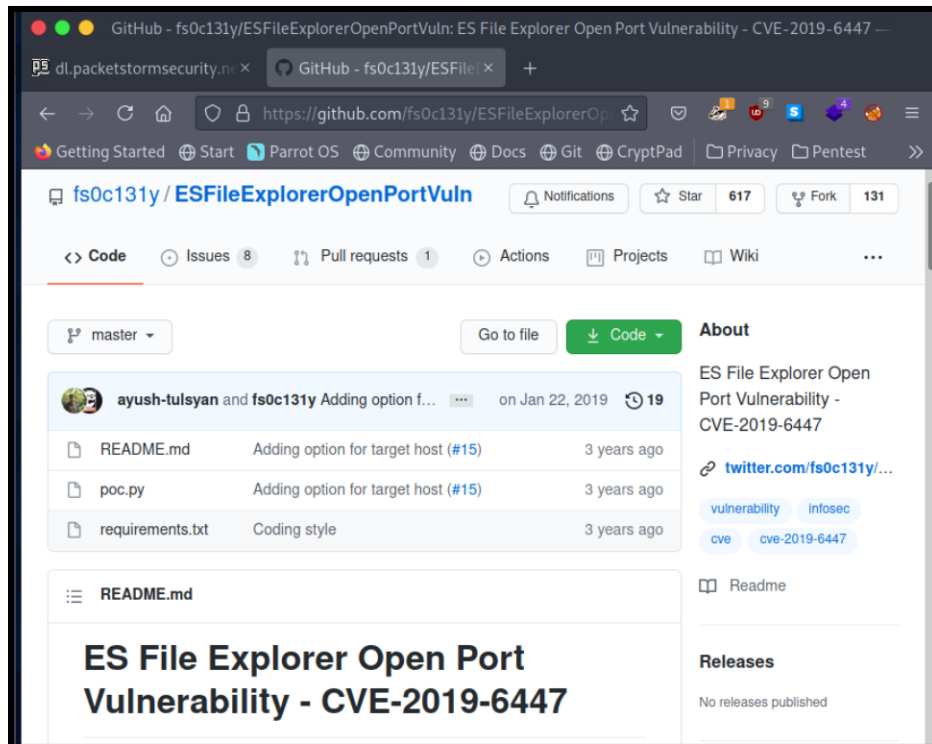 GitHub - fs0c131y/ESFileExplorerOpenPortVuln: ES File Explorer Open Port Vulnerability - CVE-2019-6447 —
dl.packetstormsecurity.ne
GitHub - fs0c131y/ESFileE
https://github.com/fs0c131y/ESFileExplorerOp
1
9
S
4
Getting Started Start Parrot OS Community Docs Git CryptPad Privacy Pentest
fs0c131y / ESFileExplorerOpenPortVuln
Notifications
Star 617
Fork 131
Code Issues 8 Pull requests 1 Actions Projects Wiki ...
master
Go to file
Code
ayush-tulsyan and fs0c131y Adding option f... ... on Jan 22, 2019 19
README.md Adding option for target host (#15) 3 years ago
poc.py Adding option for target host (#15) 3 years ago
requirements.txt Coding style 3 years ago
README.md
ES File Explorer Open Port
Vulnerability - CVE-2019-6447
About
ES File Explorer Open
Port Vulnerability -
CVE-2019-6447
twitter.com/fs0c131y/...
vulnerability infosec
cve cve-2019-6447
Readme
Releases
No releases published